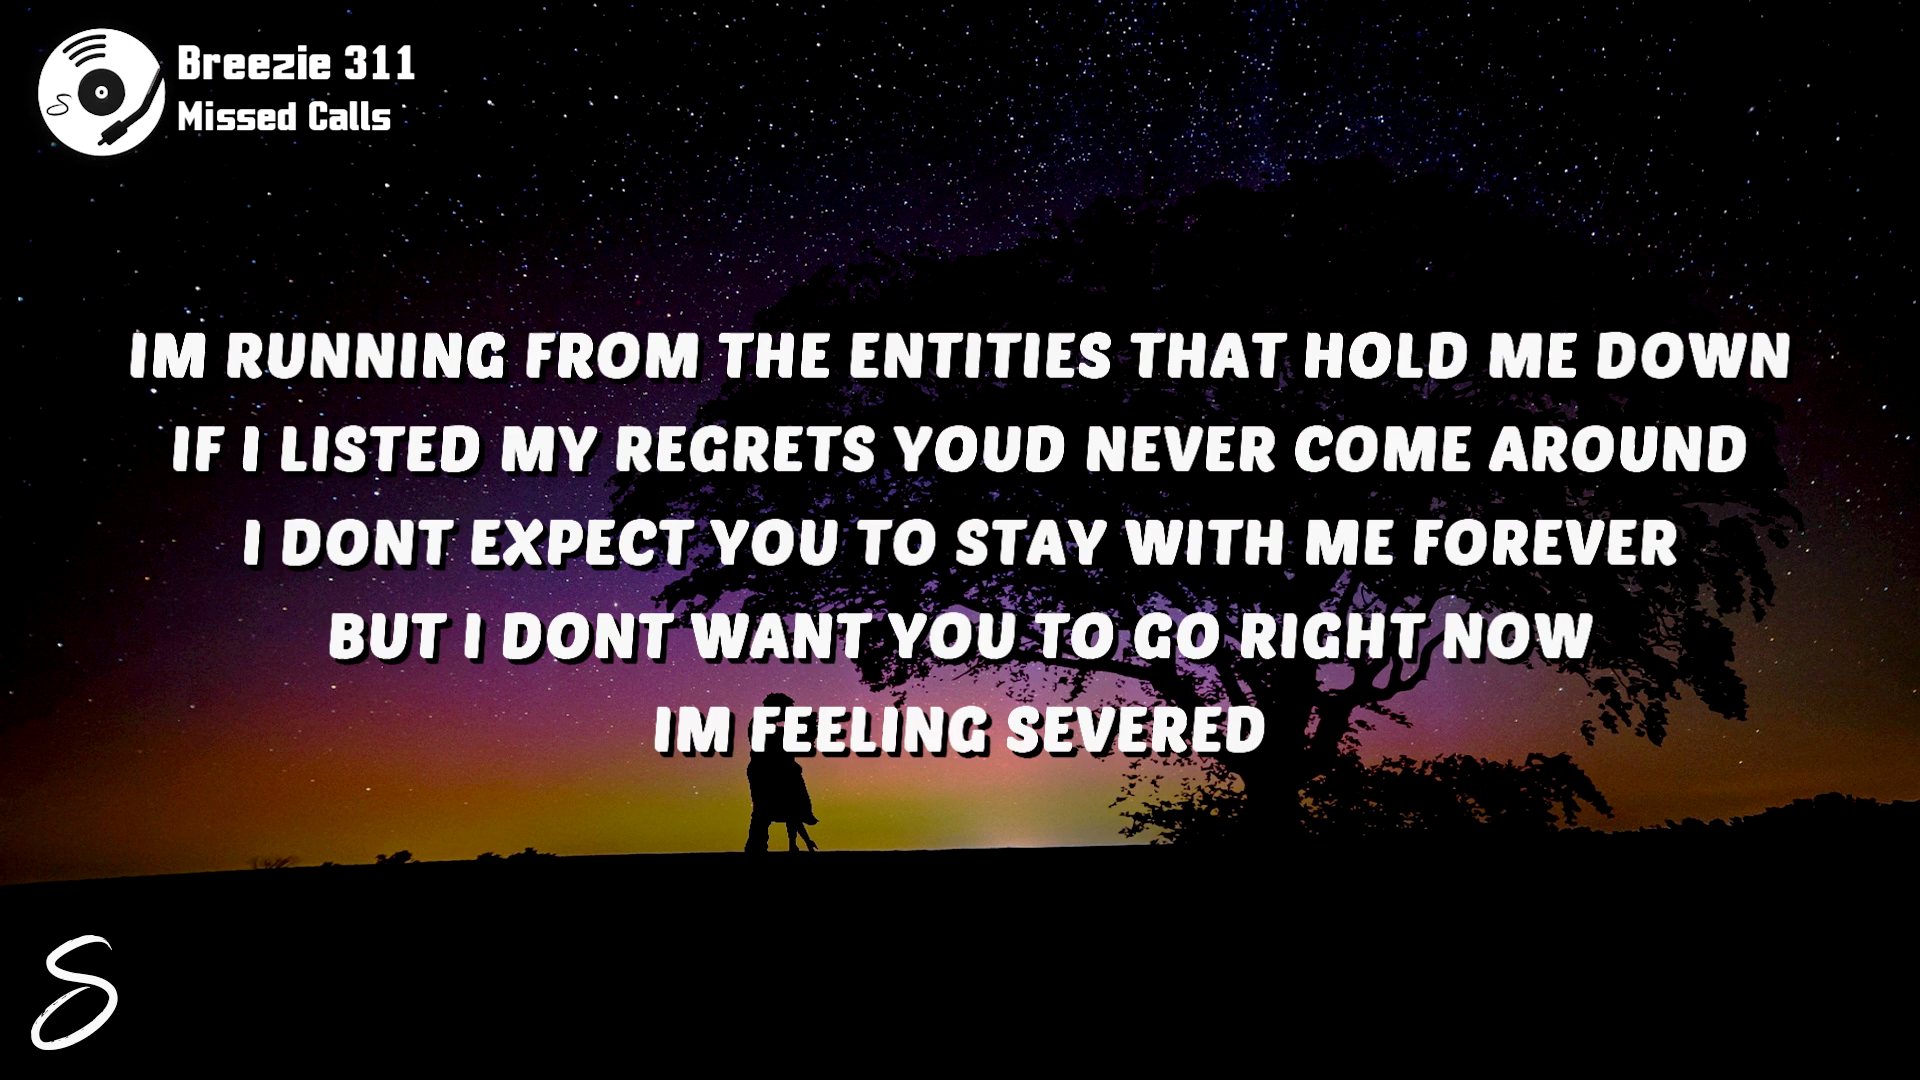 Breezie 311
Missed Calls
IM RUNNING FROM THE ENTITIES THAT HOLD ME DOWN
IF I LISTED MY REGRETS YOUD NEVER COME AROUND
I DONT EXPECT YOU TO STAY WITH ME FOREVER
BUT I DONT WANT YOU TO GO RIGHT NOW
IM FEELING SEVERED
S